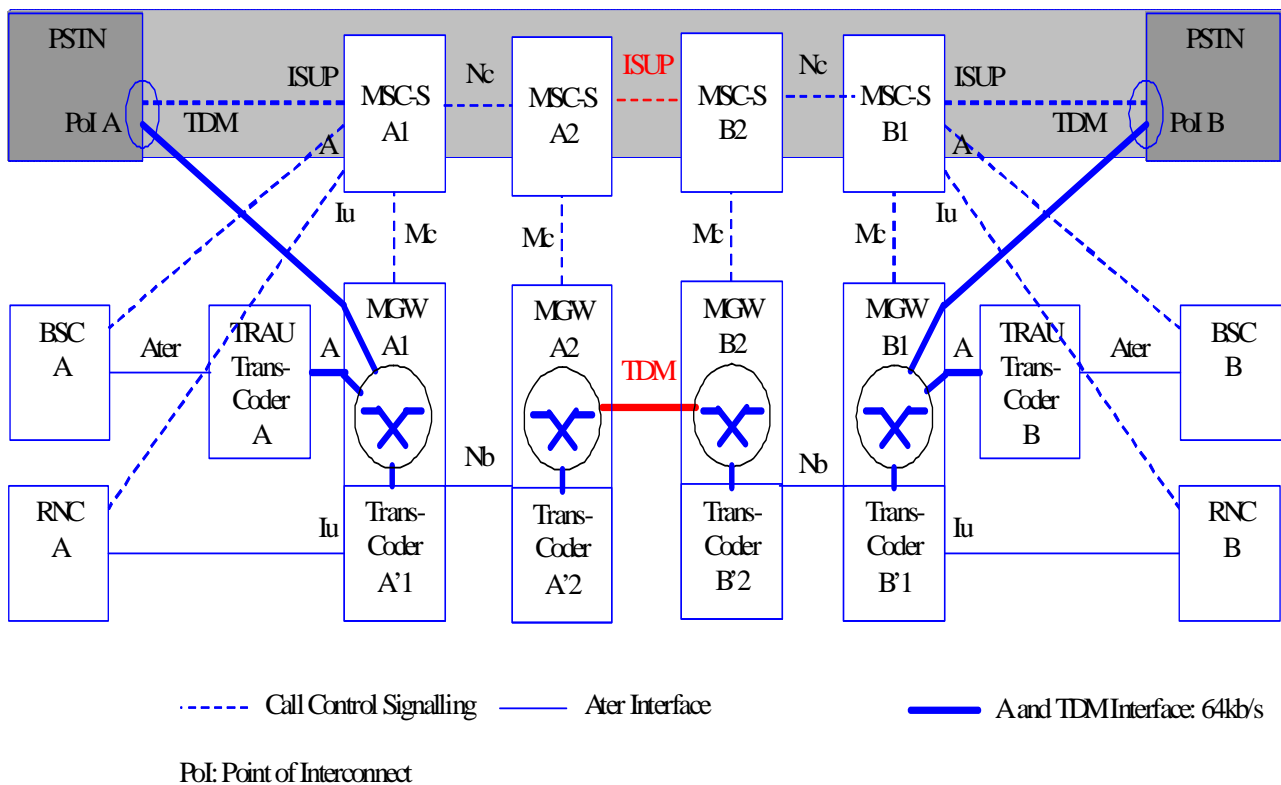 PSTN
PSTN
ISUP
Nc
ISUP
Nc
ISUP
MSC-S
A1
MSC-S
A2
MSC-S
B2
MSC-S
B1
PoI A
TDM
TDM
PoI B
A
A
Iu
Iu
Mc
Mc
Mc
Mc
MGW
A1
MGW
A2
MGW
B2
MGW
B1
BSC
A
Ater
TRAU
Trans-
Coder
A
A
TDM
A
TRAU
Trans-
Coder
B
Ater
BSC
B
Nb
Nb
RNC
A
Iu
Trans-
Coder
A'1
Trans-
Coder
A'2
Trans-
Coder
B'2
Trans-
Coder
B'1
Iu
RNC
B
Call Control Signalling
Ater Interface
A and TDM Interface: 64kb/s
PoI: Point of Interconnect